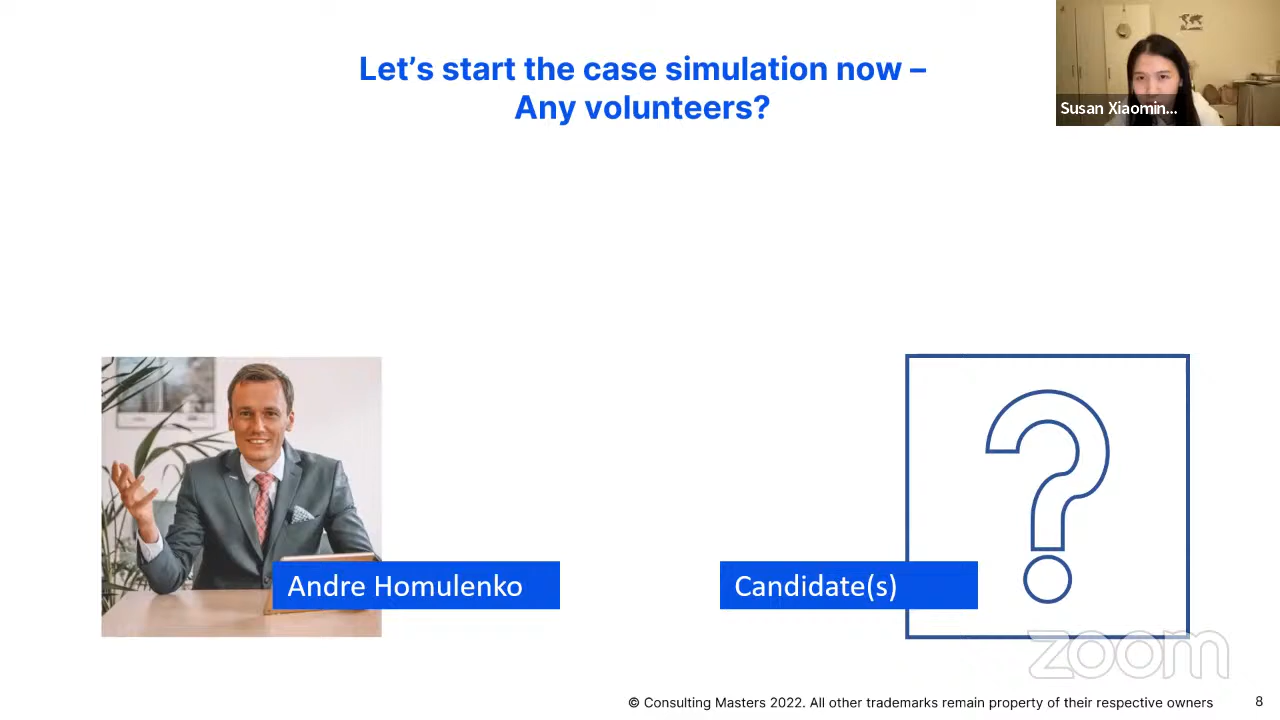 Let’s start the case simulation now –
Any volunteers?
Susan Xiaomin...
Andre Homulenko
Candidate(s)
zoom
© Consulting Masters 2022. All other trademarks remain property of their respective owners
8